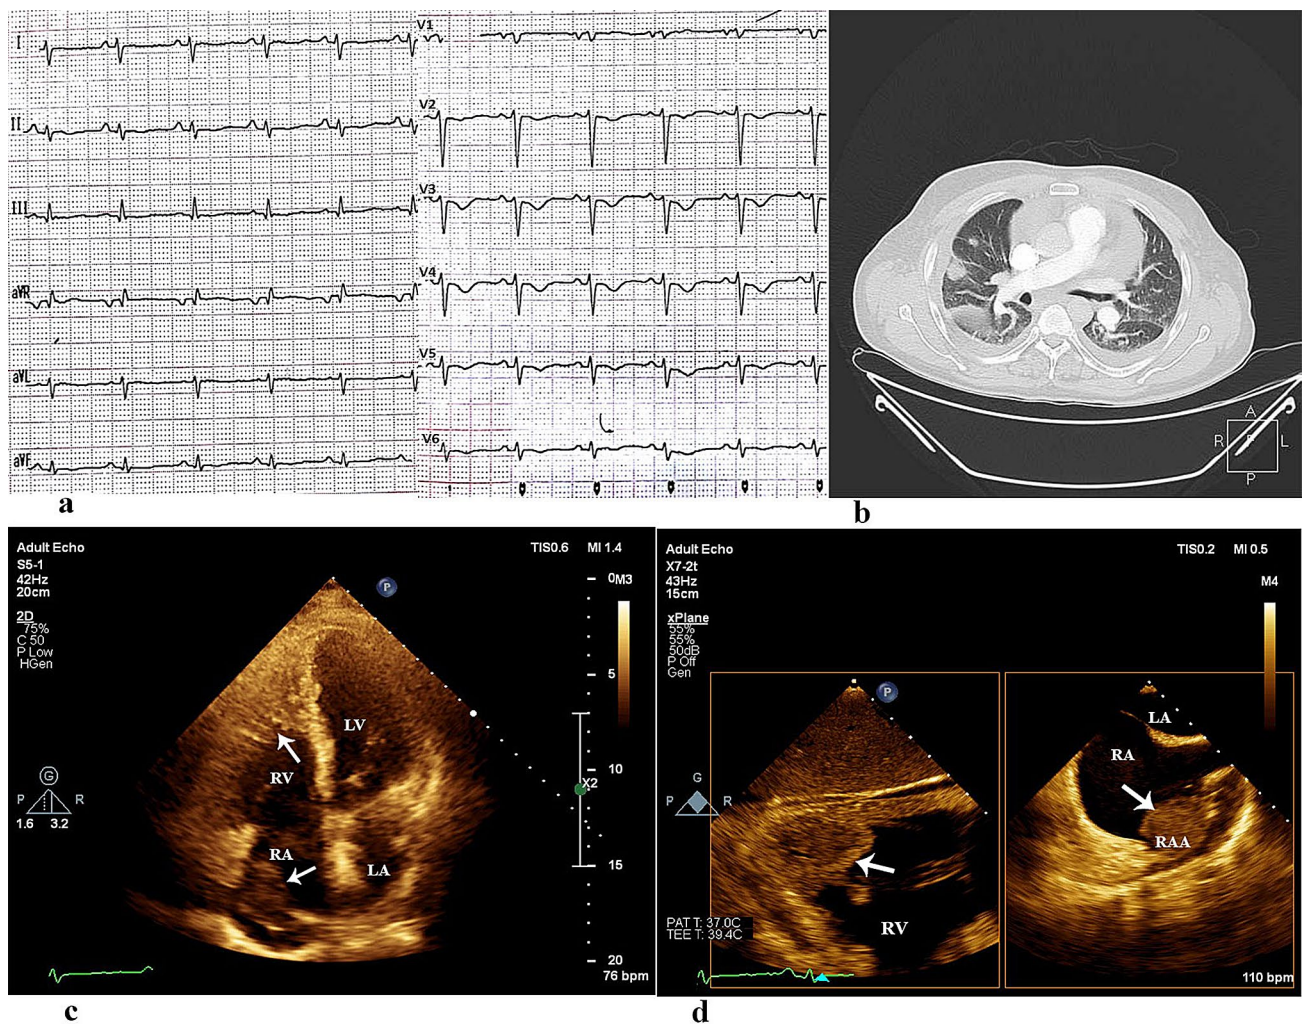 I
II
III
aVR
aVL
aVF
V1
V2
V3
V4
V5
V6
a
A
R
L
P
b
Adult Echo
TIS0.6 MI 1.4
S5-1
42Hz
20cm
2D
75%
C 50
P Low
HGen
P
0
M3
5
10
X2
15
20
G
P R
1.6 3.2
LV
RV
RA
LA
76 bpm
c
Adult Echo
TIS0.2 MI 0.5
X7-2t
43Hz
15cm
xPlane
55%
55%
50dB
P Off
Gen
M4
P
G
P R
RV
LA
RA
RAA
PAT T: 37.0C
TEE T: 39.4C
110 bpm
d